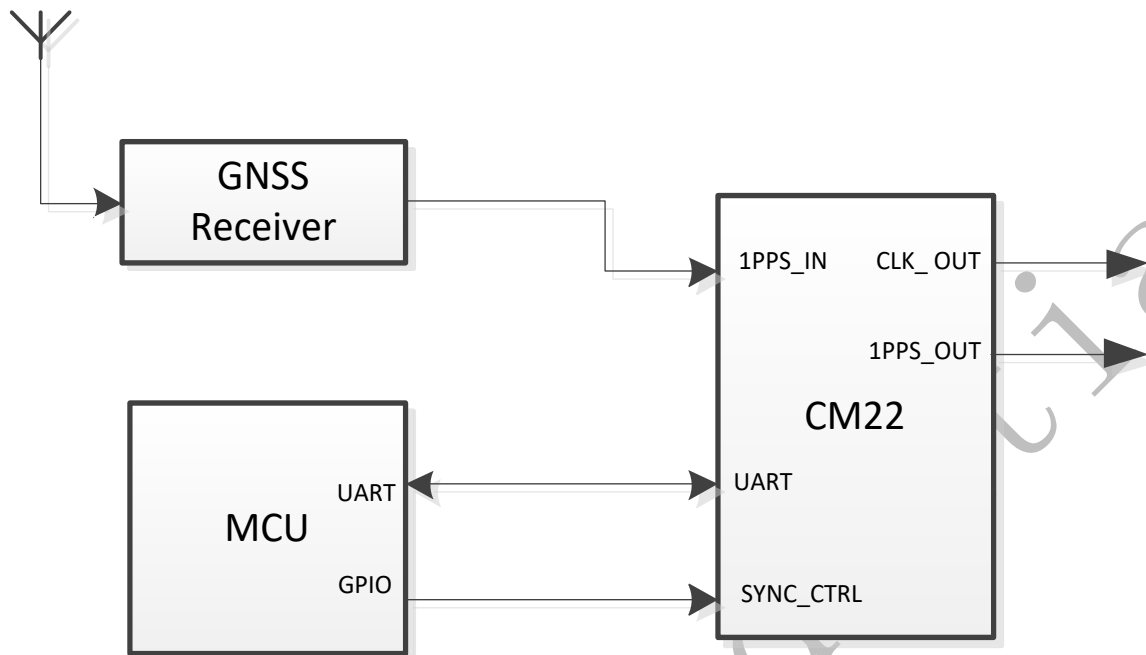 GNSS
Receiver
1PPS_IN
CLK_ OUT
1PPS_OUT
CM22
UART
UART
MCU
GPIO
SYNC_CTRL